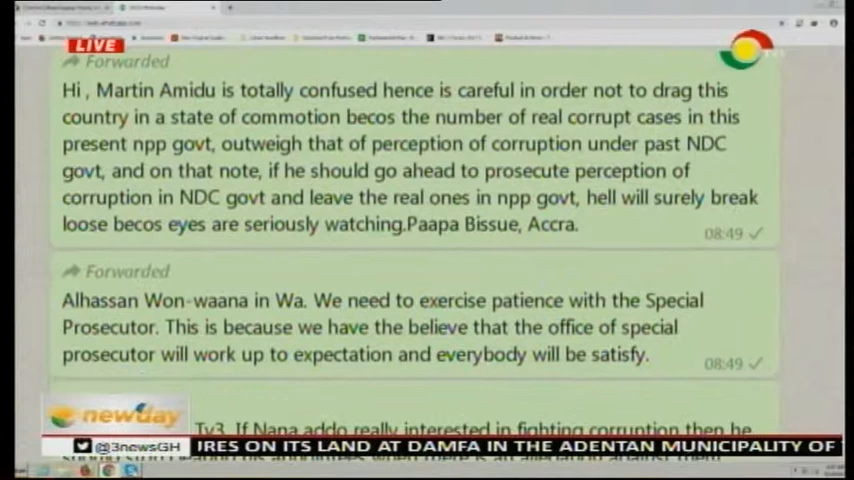 LIVE
Forwarded
Hi , Martin Amidu is totally confused hence is careful in order not to drag this
country in a state of commotion becos the number of real corrupt cases in this
present npp govt, outweigh that of perception of corruption under past NDC
govt, and on that note, if he should go ahead to prosecute perception of
corruption in NDC govt and leave the real ones in npp govt, hell will surely break
loose becos eyes are seriously watching.Paapa Bissue, Accra.
08:49
Forwarded
Alhassan Won-waana in Wa. We need to exercise patience with the Special
Prosecutor. This is because we have the believe that the office of special
prosecutor will work up to expectation and everybody will be satisfy.
08:49
newday
Tv3. If Nana addo really interested in fighting corruption then he
@3newsGH
IRES ON ITS LAND AT DAMFA IN THE ADENTAN MUNICIPALITY OF